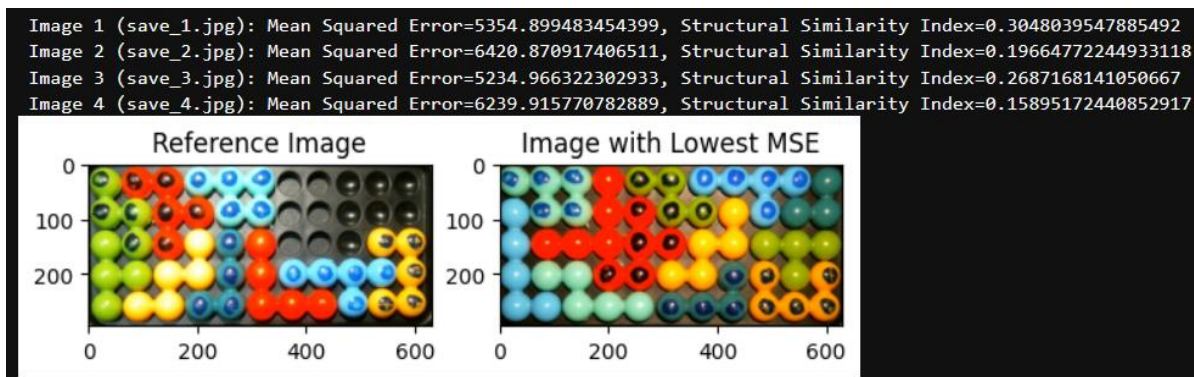 Image 1 (save_1.jpg): Mean Squared Error=5354.899483454399, Structural Similarity Index=0.3048039547885492
Image 2 (save_2.jpg): Mean Squared Error=6420.870917406511, Structural Similarity Index=0.19664772244933118
Image 3 (save_3.jpg): Mean Squared Error=5234.966322302933, Structural Similarity Index=0.2687168141050667
Image 4 (save_4.jpg): Mean Squared Error=6239.915770782889, Structural Similarity Index=0.15895172440852917
Reference Image
0
100
200
0 200 400 600
Image with Lowest MSE
0
100
200
0 200 400 600